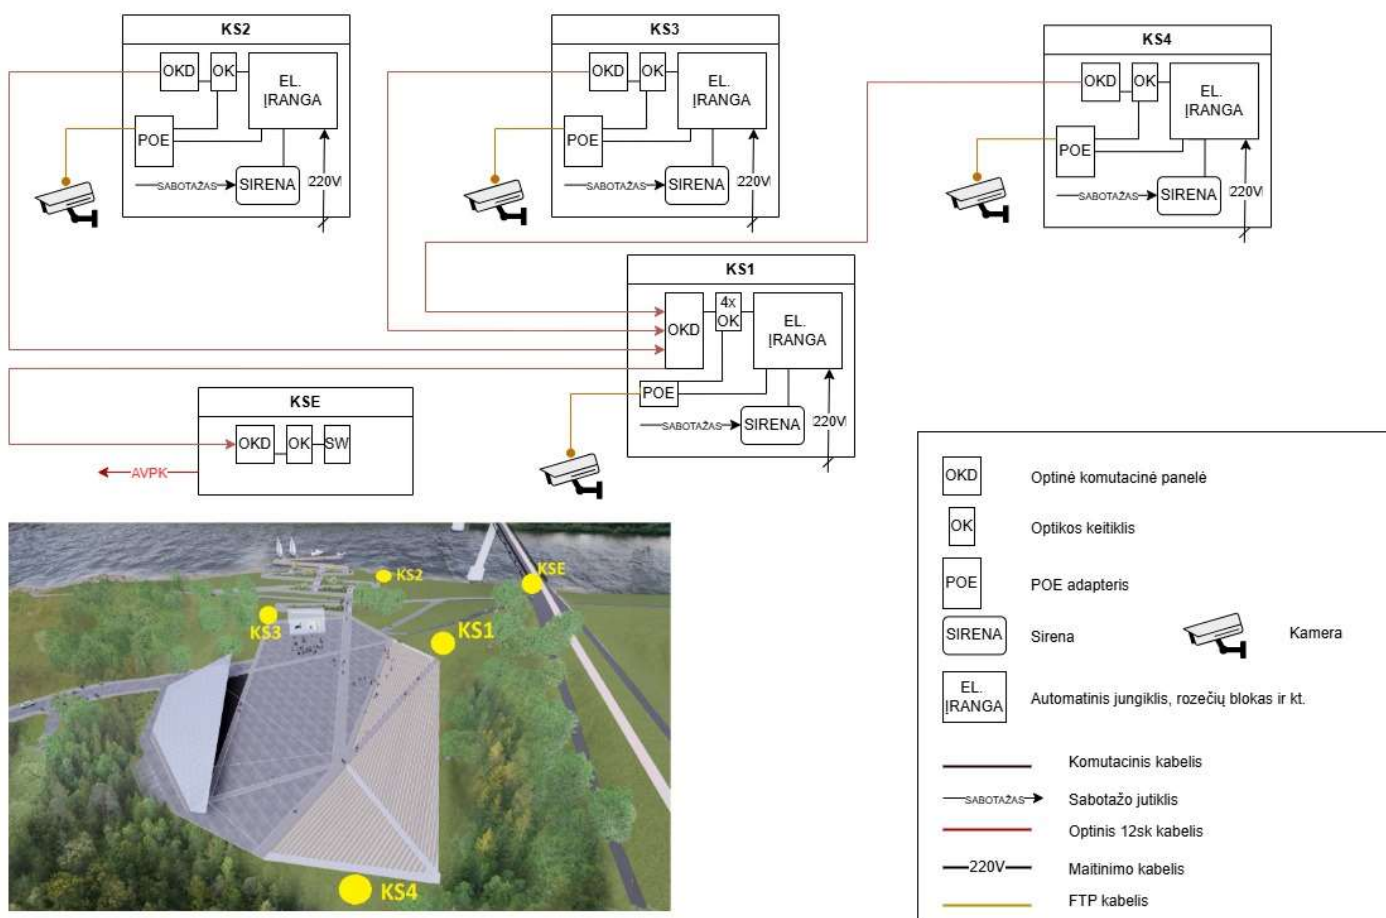 KS2
OKD
OK
EL.
ĮRANGA
POE
SABOTAŽAS
SIRENA
220V
KS3
OKD
OK
EL.
ĮRANGA
POE
SABOTAŽAS
SIRENA
220V
KS4
OKD
OK
EL.
ĮRANGA
POE
SABOTAŽAS
SIRENA
220V
KS1
OKD
4x
OK
EL.
ĮRANGA
POE
SABOTAŽAS
SIRENA
220V
KSE
OKD
OK
SW
AVPK
KS2
KSE
KS3
KS1
KS4
OKD Optinė komutacinė panelė
OK Optikos keitiklis
POE POE adapteris
SIRENA Sirena
Kamera
EL.
ĮRANGA
Automatinis jungiklis, rozečių blokas ir kt.
Komutacinis kabelis
SABOTAŽAS Sabotažo jutiklis
Optinis 12sk kabelis
220V Maitinimo kabelis
FTP kabelis